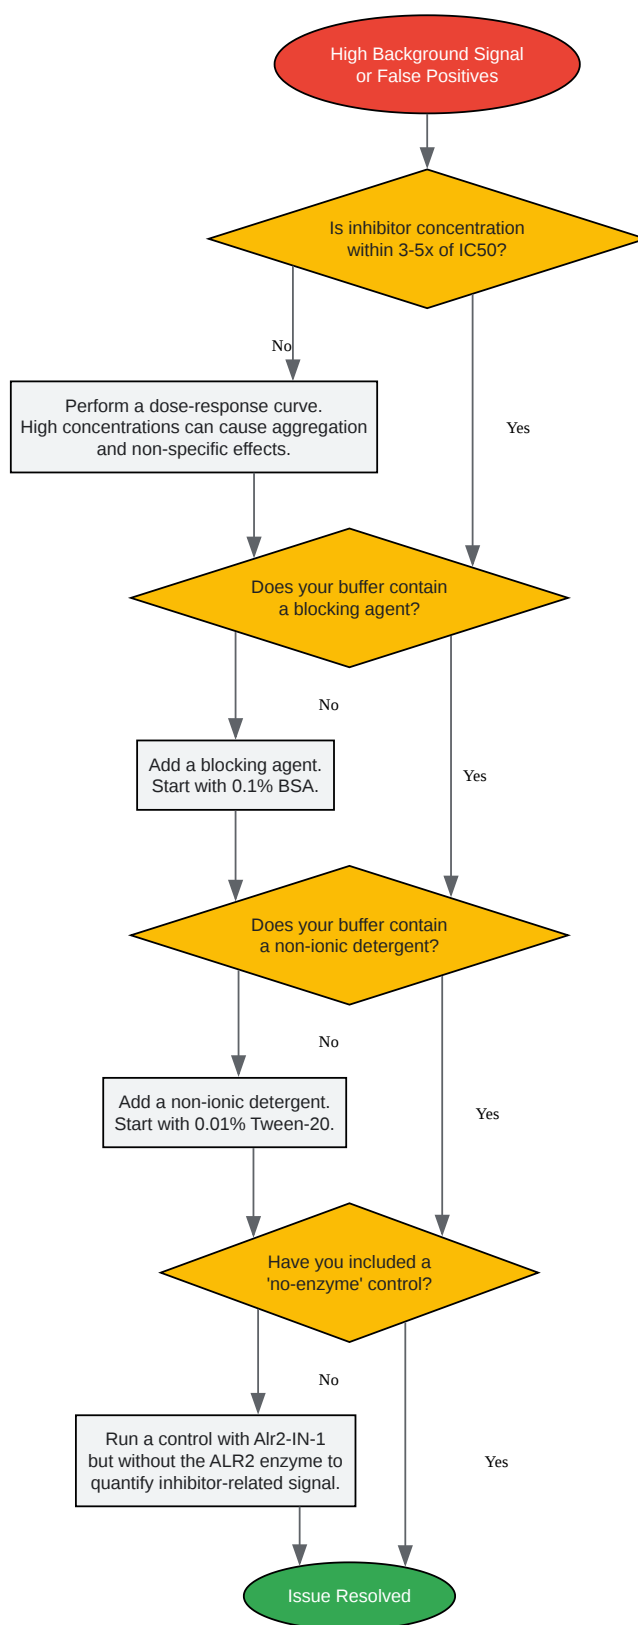 High Background Signal
or False Positives
Is inhibitor concentration
within 3-5x of IC50?
No
Perform a dose-response curve.
High concentrations can cause aggregation
and non-specific effects.
Yes
Does your buffer contain
a blocking agent?
No
Add a blocking agent.
Start with 0.1% BSA.
Yes
Does your buffer contain
a non-ionic detergent?
No
Add a non-ionic detergent.
Start with 0.01% Tween-20.
Yes
Have you included a
'no-enzyme' control?
No
Run a control with Alr2-IN-1
but without the ALR2 enzyme to
quantify inhibitor-related signal.
Yes
Issue Resolved